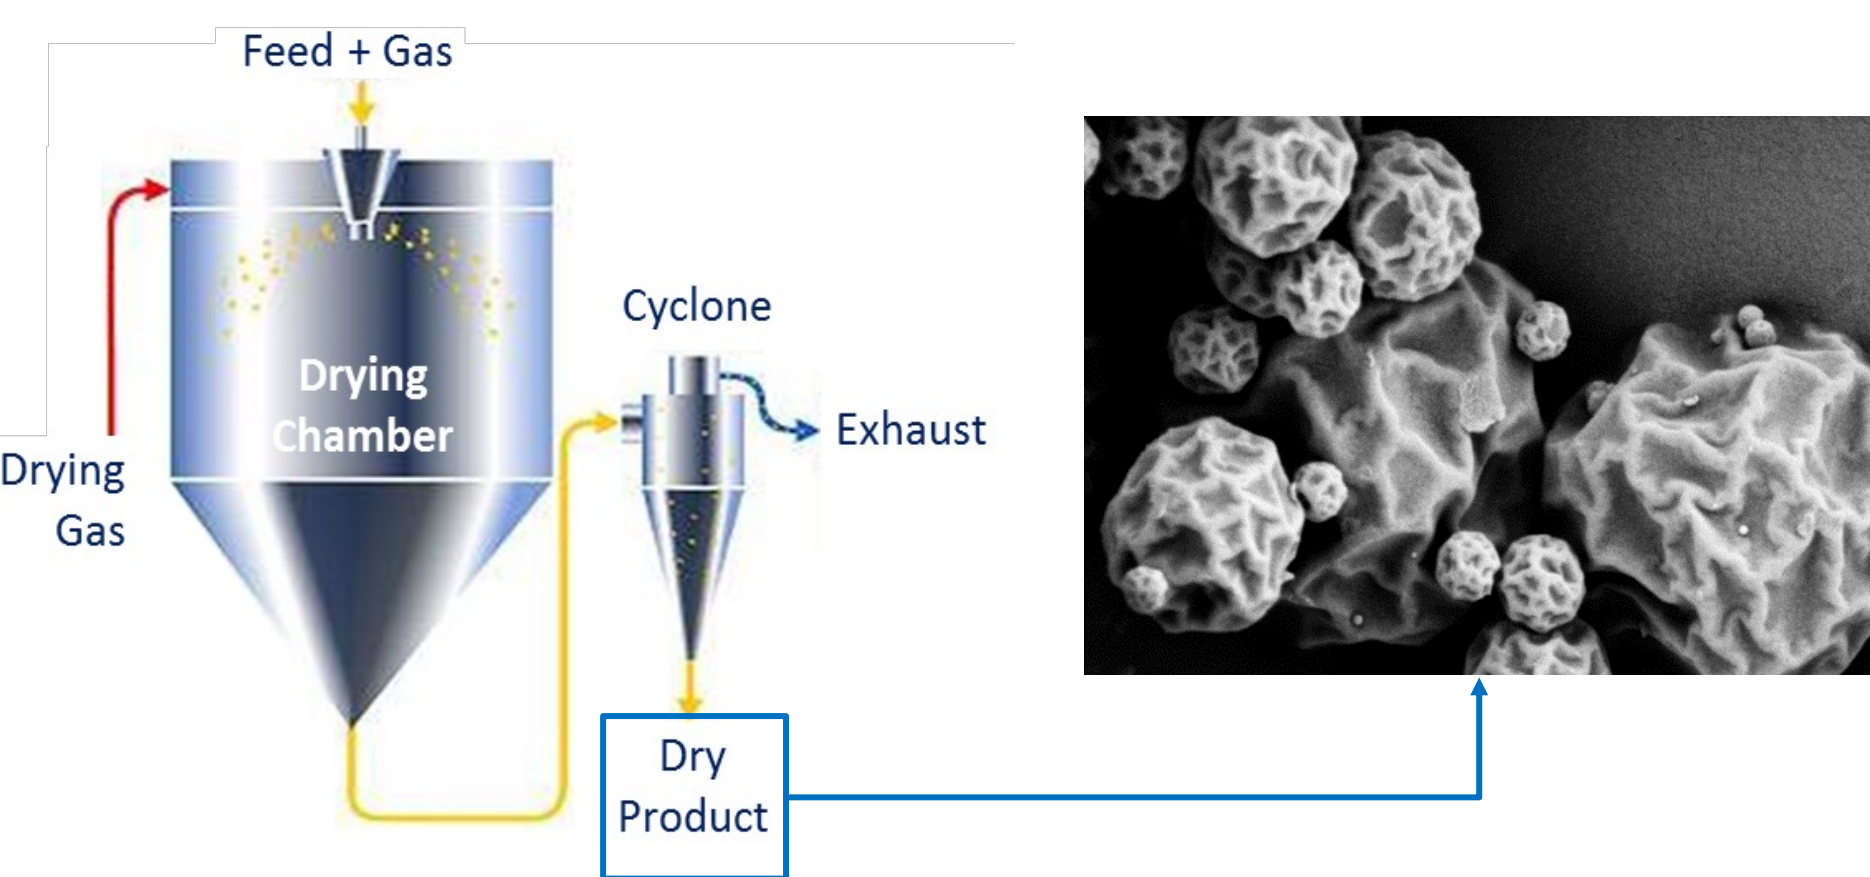 Feed + Gas
Cyclone
Drying
Chamber
Exhaust
Drying
Gas
Dry
Product